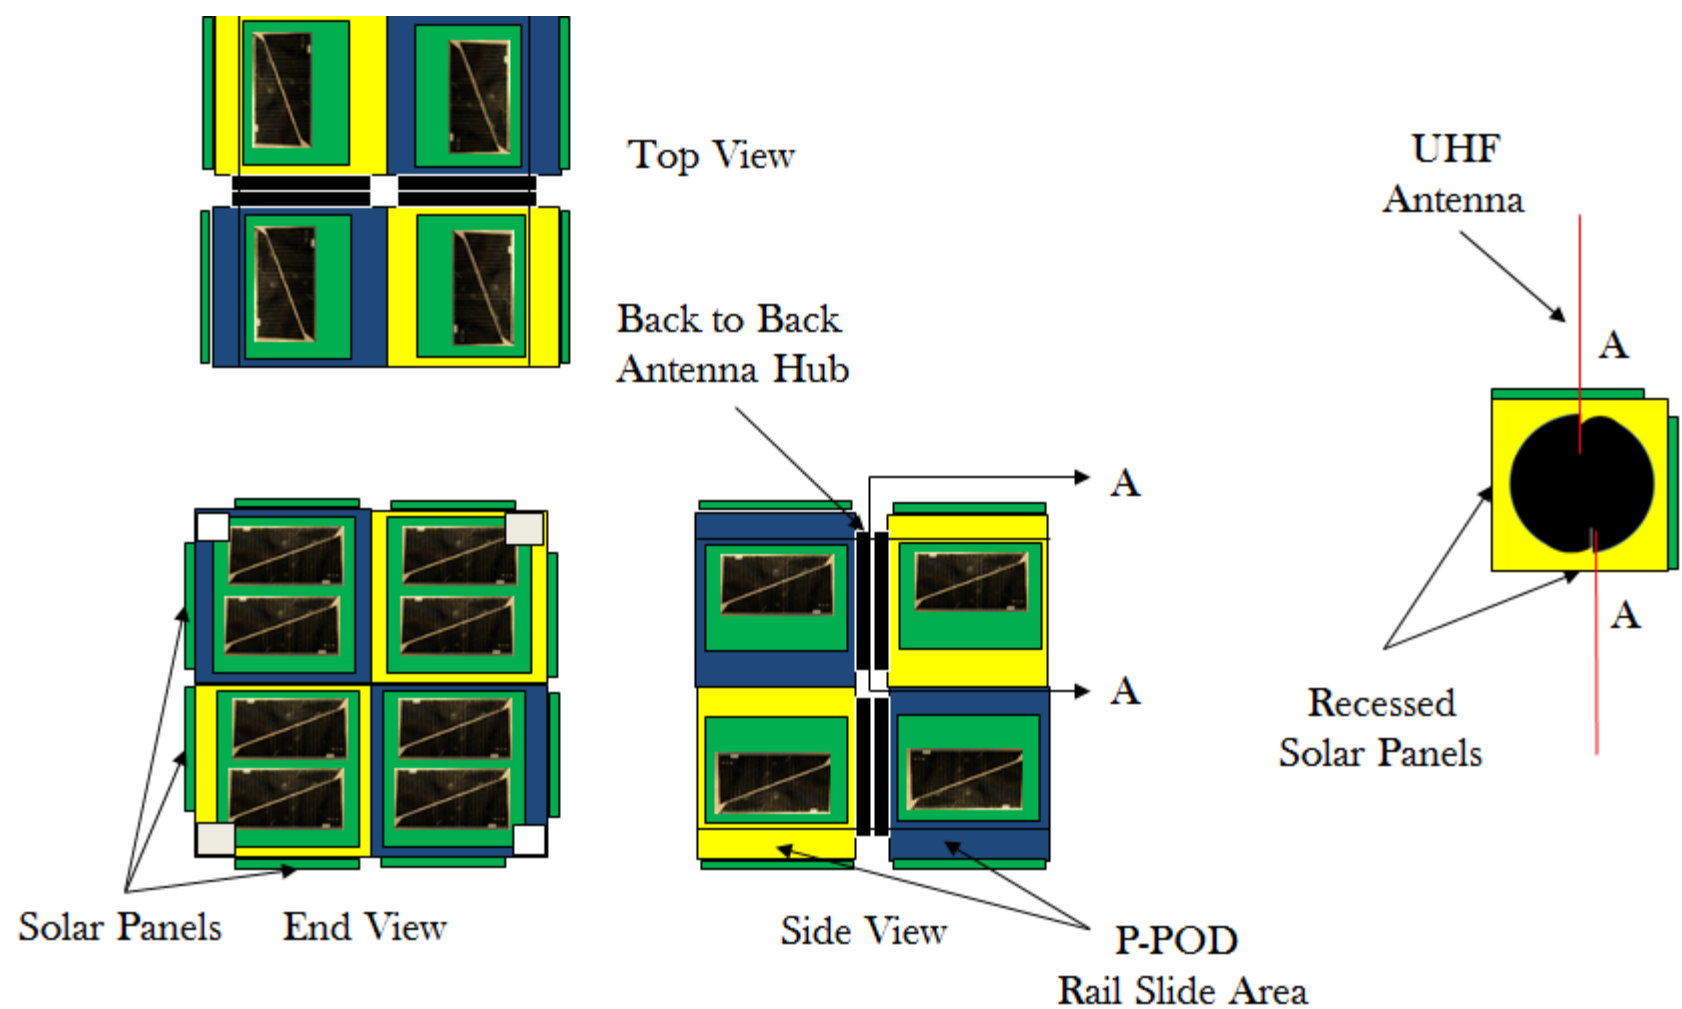 Top View
UHF
Antenna
A
Back to Back
Antenna Hub
A
A
A
Recessed
Solar Panels
Solar Panels
End View
Side View
P-POD
Rail Slide Area